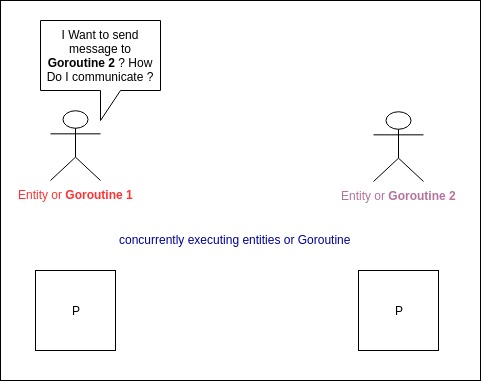 I Want to send
message to
Goroutine 2 ? How
Do I communicate ?
Entity or Goroutine 1
Entity or Goroutine 2
concurrently executing entities or Goroutine
P
P